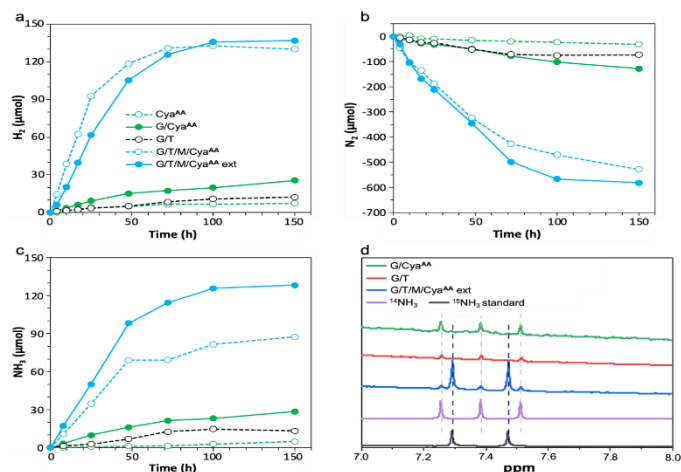 a
150
120
90
60
30
0
H₂ (µmol)
Cyaᴬᴬ
G/Cyaᴬᴬ
G/T
G/T/M/Cyaᴬᴬ
G/T/M/Cyaᴬᴬ ext
0 50 100 150
Time (h)
b
0
-100
-200
-300
-400
-500
-600
-700
N₂ (µmol)
0 50 100 150
Time (h)
c
150
120
90
60
30
0
NH₃ (µmol)
0 50 100 150
Time (h)
d
G/Cyaᴬᴬ
G/T
G/T/M/Cyaᴬᴬ ext
¹⁴NH₃ ¹⁵NH₃ standard
7.0 7.2 7.4 7.6 7.8 8.0
ppm